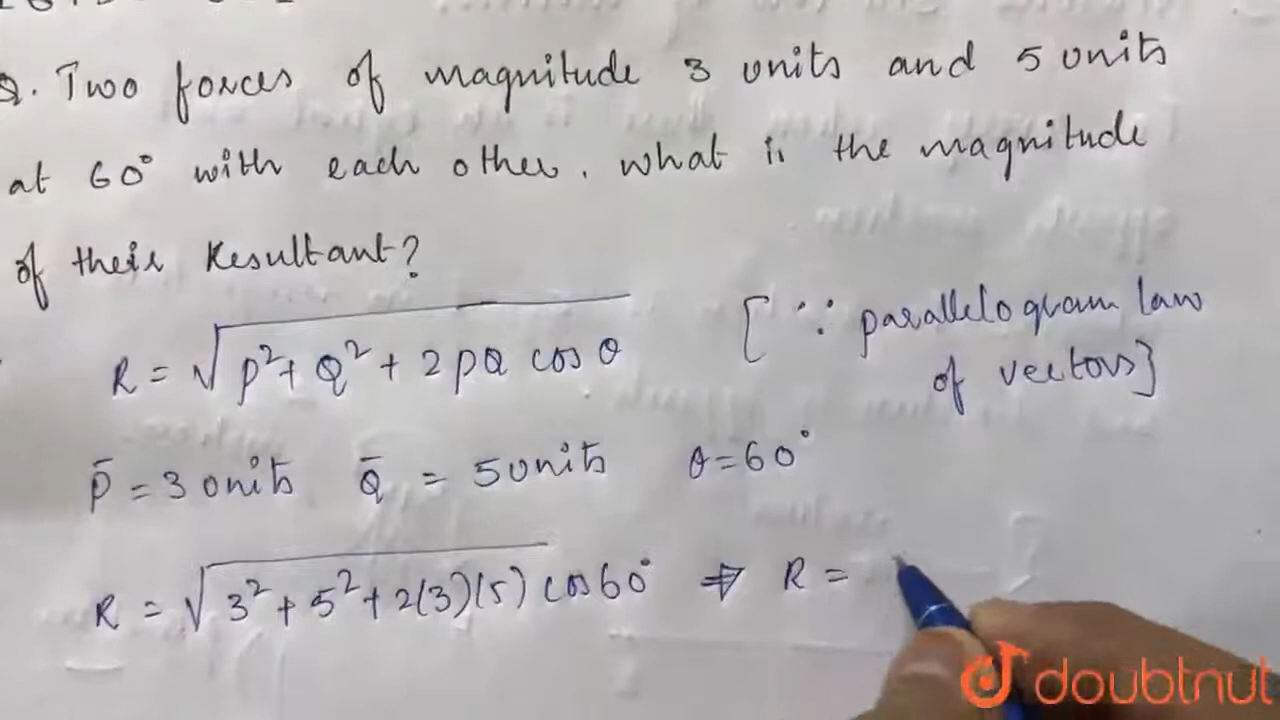 Q. Two forces of magnitude 3 units and 5 units
at 60° with each other. what is the magnitude
of their Resultant?
R = √(p² + Q² + 2pQ cos θ) [∵ parallelogram law
of vectors]
p̄ = 3 units Q̄ = 5 units θ = 60°
R = √(3² + 5² + 2(3)(5) cos 60° ⇒ R =
doubtnut